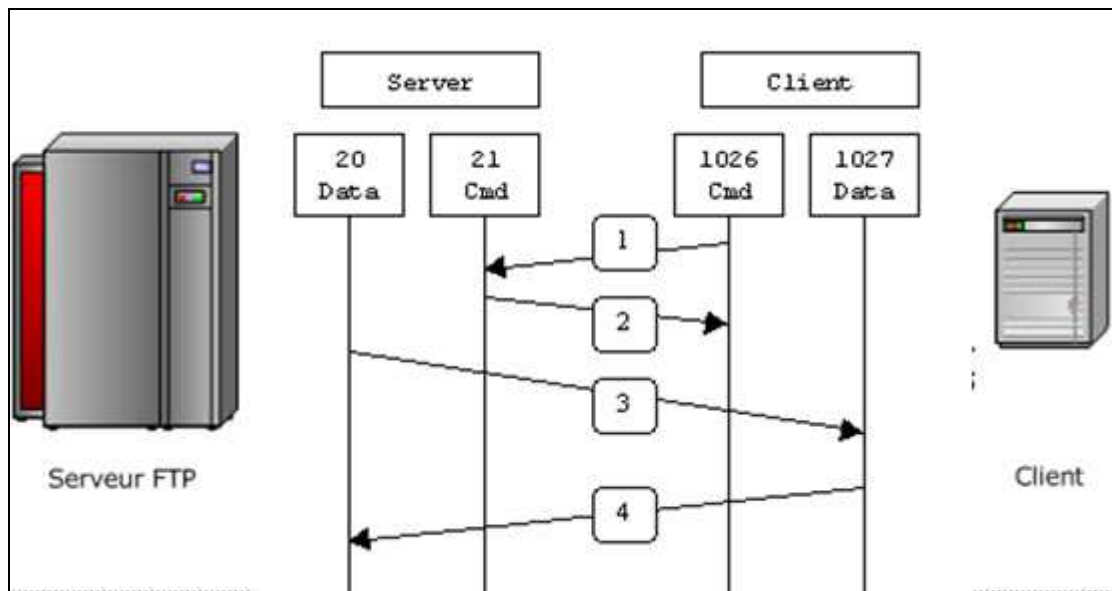 Server
Client
20
Data
21
Cmd
1026
Cmd
1027
Data
1
2
3
4
Serveur FTP
Client